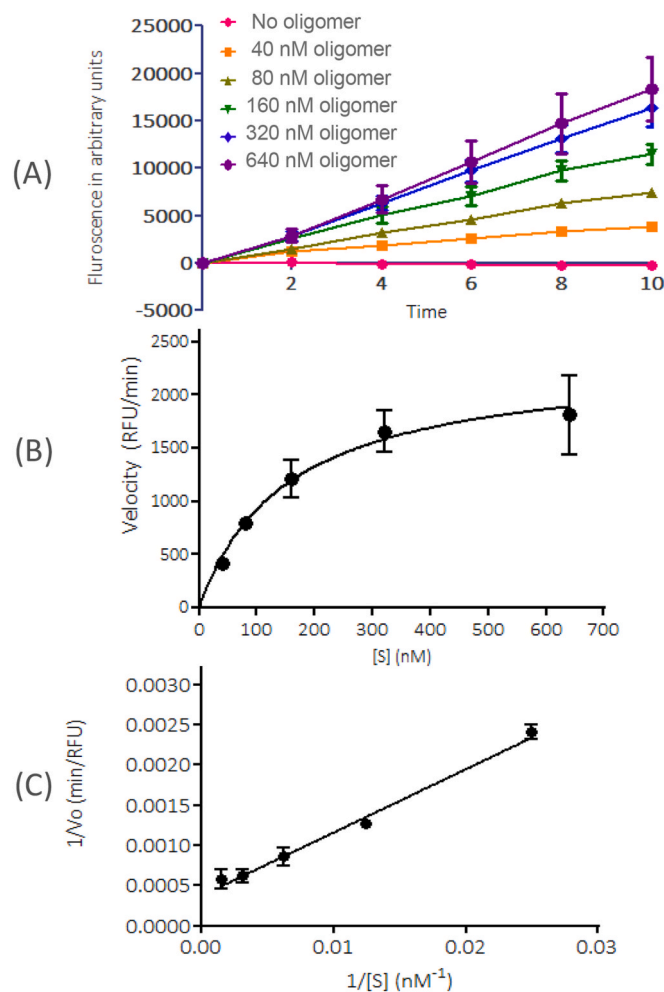 No oligomer
40 nM oligomer
80 nM oligomer
160 nM oligomer
320 nM oligomer
640 nM oligomer
25000
20000
15000
10000
5000
0
-5000
Fluroscence in arbitrary units
(A)
2 4 6 8 10
Time
2500
2000
1500
1000
500
0
Velocity (RFU/min)
(B)
0 100 200 300 400 500 600 700
[S] (nM)
0.0030
0.0025
0.0020
0.0015
0.0010
0.0005
0.0000
1/Vo (min/RFU)
(C)
0.00 0.01 0.02 0.03
1/[S] (nM⁻¹)